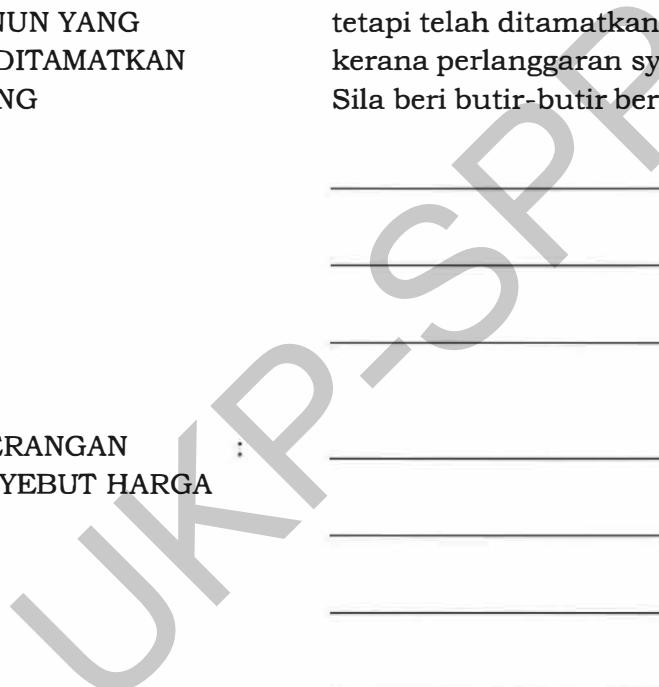 NUN YANG
DITAMATKAN
NG
tetapi telah ditamatkan
kerana perlanggaran sy
Sila beri butir-butir ber
ERANGAN :
YEBUT HARGA
UKP-SPP